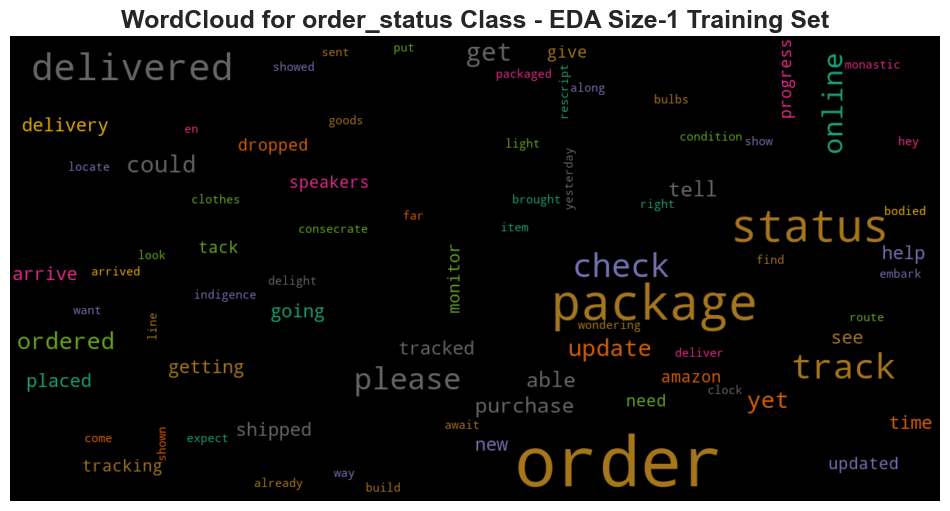 WordCloud for order_status Class - EDA Size-1 Training Set
delivered
showed
sent
put
get
give
packaged
rescript
along
progress
online
monastic
bulbs
delivery
en
goods
dropped
light
condition
show
hey
locate
could
speakers
yesterday
tell
clothes
brought
right
far
item
status
bodied
consecrate
tack
look
monitor
find
help
arrive
arrived
delight
check
embark
want
indigence
going
package
line
wondering
route
ordered
tracked
update
deliver
see
placed
getting
please
able
amazon
track
clock
purchase
need
yet
time
shipped
await
come
shown
expect
new
order
tracking
way
updated
already
build